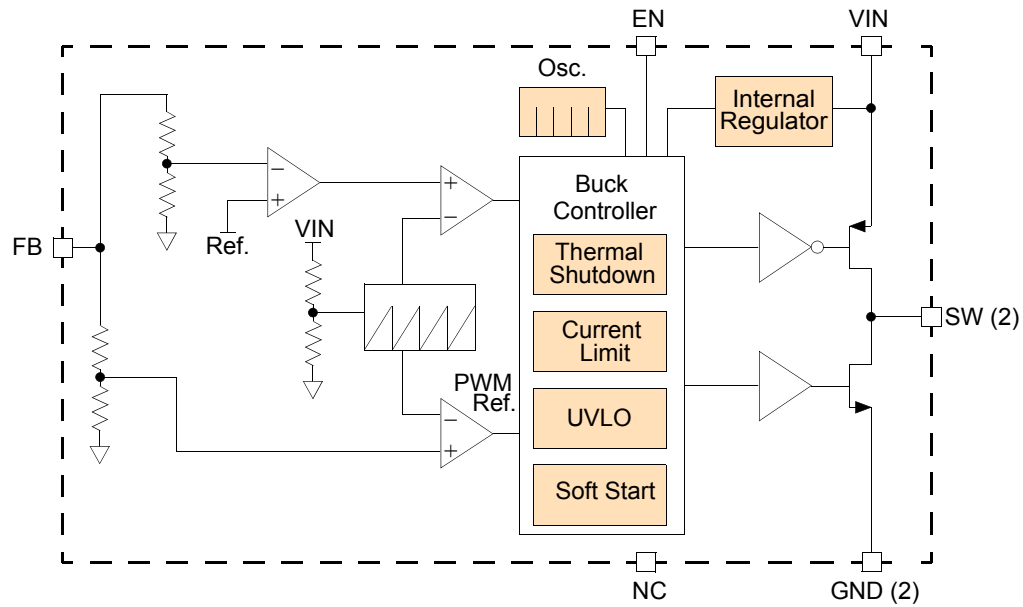 EN
VIN
Osc.
Internal
Regulator
Buck
Controller
FB
Ref.
VIN
Thermal
Shutdown
SW (2)
Current
Limit
PWM
Ref.
UVLO
Soft Start
NC
GND (2)